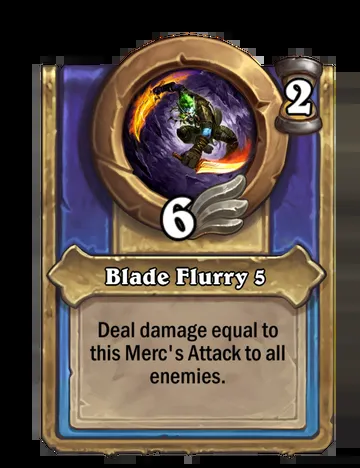 2
6
Blade Flurry 5
Deal damage equal to
this Merc's Attack to all
enemies.